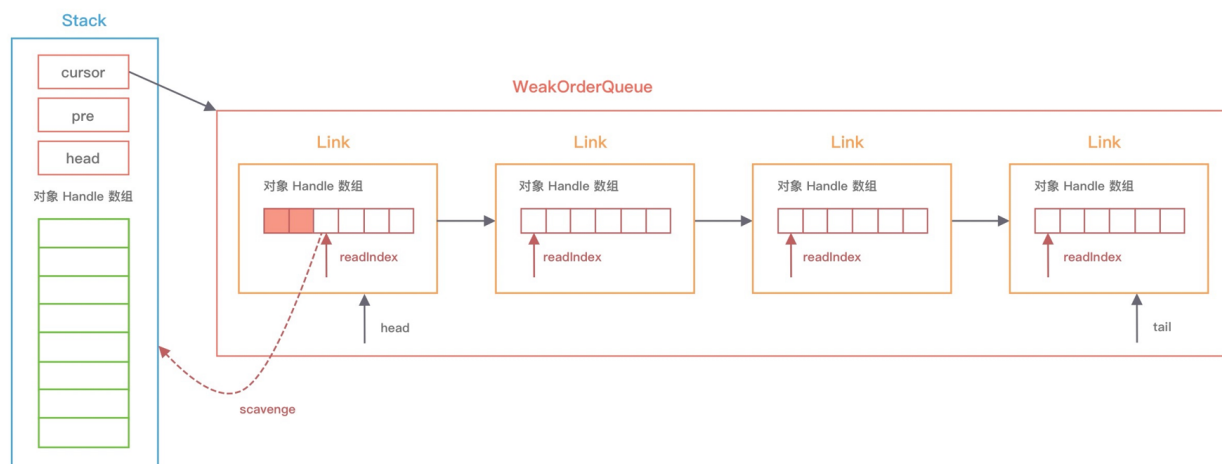 Stack
cursor
pre
head
对象 Handle 数组
WeakOrderQueue
Link
对象 Handle 数组
readIndex
head
Link
对象 Handle 数组
readIndex
Link
对象 Handle 数组
readIndex
Link
对象 Handle 数组
readIndex
tail
scavenge